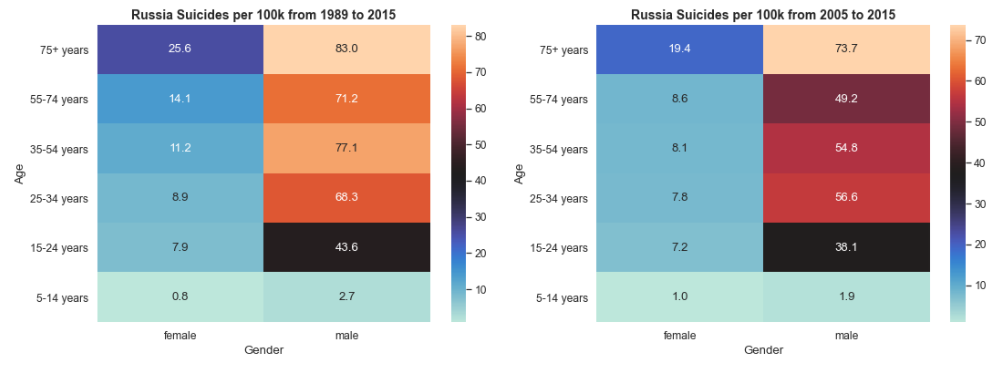 Russia Suicides per 100k from 1989 to 2015
75+ years
25.6
83.0
55-74 years
14.1
71.2
35-54 years
11.2
77.1
25-34 years
8.9
68.3
15-24 years
7.9
43.6
5-14 years
0.8
2.7
female
male
Gender
Age
80
70
60
50
40
30
20
10
Russia Suicides per 100k from 2005 to 2015
75+ years
19.4
73.7
55-74 years
8.6
49.2
35-54 years
8.1
54.8
25-34 years
7.8
56.6
15-24 years
7.2
38.1
5-14 years
1.0
1.9
female
male
Gender
Age
70
60
50
40
30
20
10